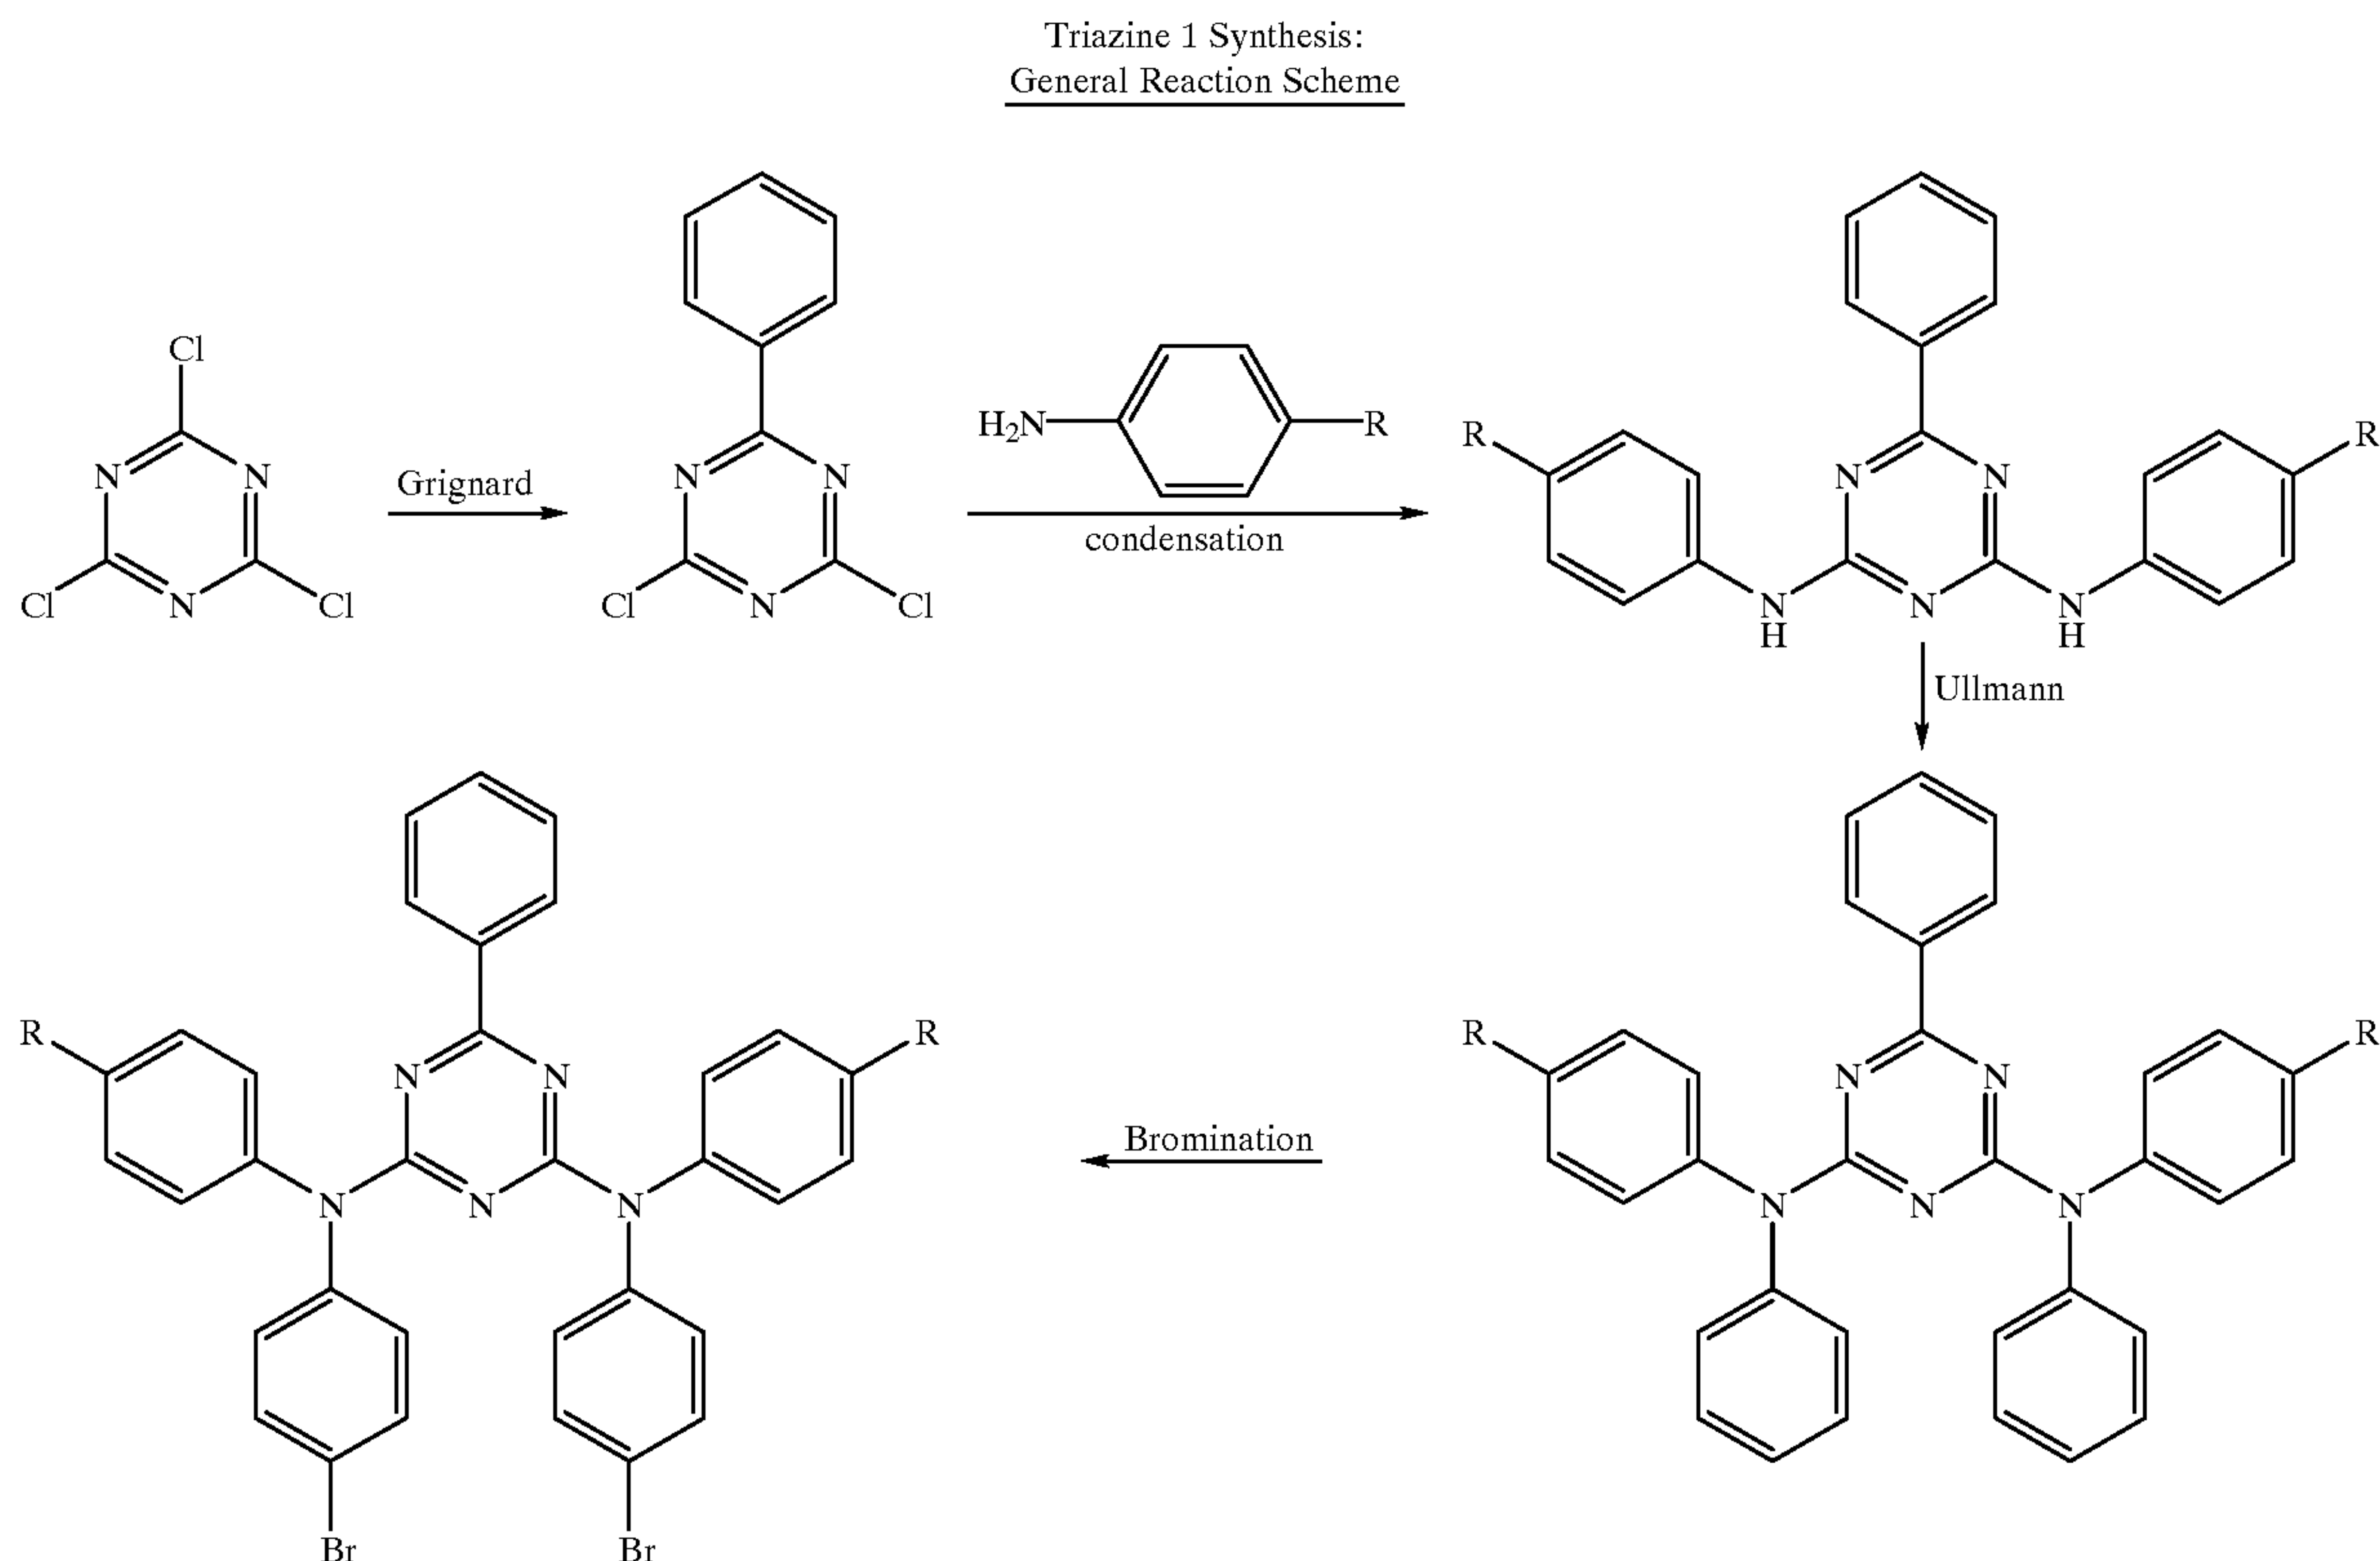 Triazine 1 Synthesis:
General Reaction Scheme
Cl
N
N
Cl
N
Cl
Grignard
N
N
Cl
N
Cl
H₂N
R
condensation
R
R
N
N
N
H
N
N
H
Ullmann
R
R
N
N
N
N
N
Br
Br
Bromination
R
R
N
N
N
N
N